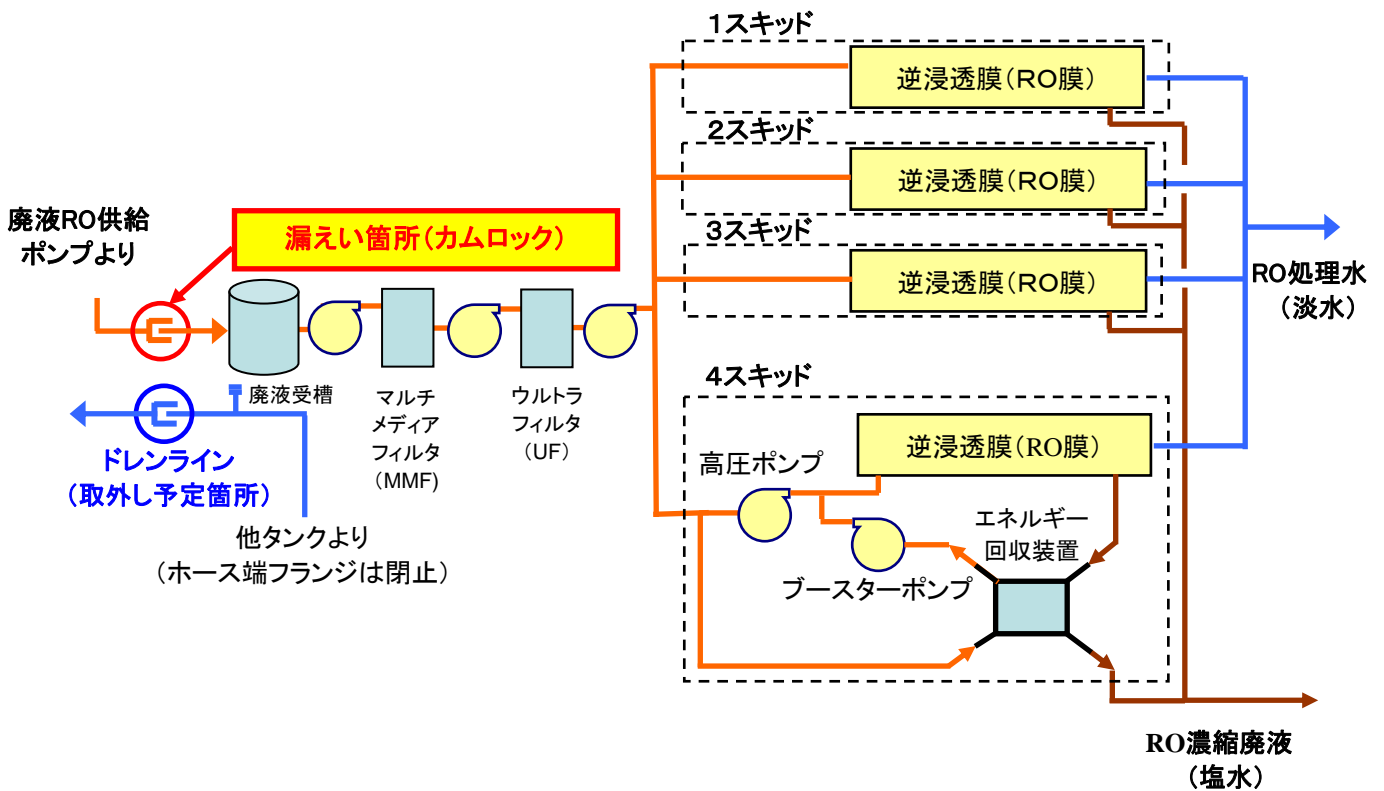 1スキッド
逆浸透膜(RO膜)
2スキッド
逆浸透膜(RO膜)
3スキッド
逆浸透膜(RO膜)
廃液RO供給
ポンプより
漏えい箇所(カムロック)
RO処理水
(淡水)
廃液受槽
マルチ
メディア
フィルタ
(MMF)
ウルトラ
フィルタ
(UF)
ドレンライン
(取外し予定箇所)
他タンクより
(ホース端フランジは閉止)
4スキッド
逆浸透膜(RO膜)
高圧ポンプ
エネルギー
回収装置
ブースターポンプ
RO濃縮廃液
(塩水)